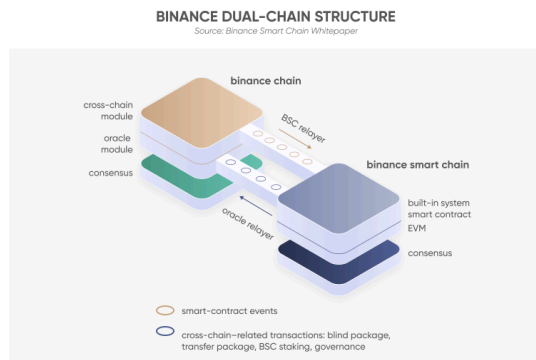 BINANCE DUAL-CHAIN STRUCTURE
Source: Binance Smart Chain Whitepaper
binance chain
cross-chain
module
oracle
module
consensus
BSC relayer
binance smart chain
built-in system
smart contract
EVM
consensus
oracle relayer
smart-contract events
cross-chain–related transactions: blind package,
transfer package, BSC staking, governance